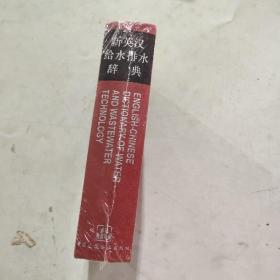 新英汉
给水排水
辞典
ENGLISH-CHINESE
DICTIONARY OF WATER
AND WASTEWATER
TECHNOLOGY